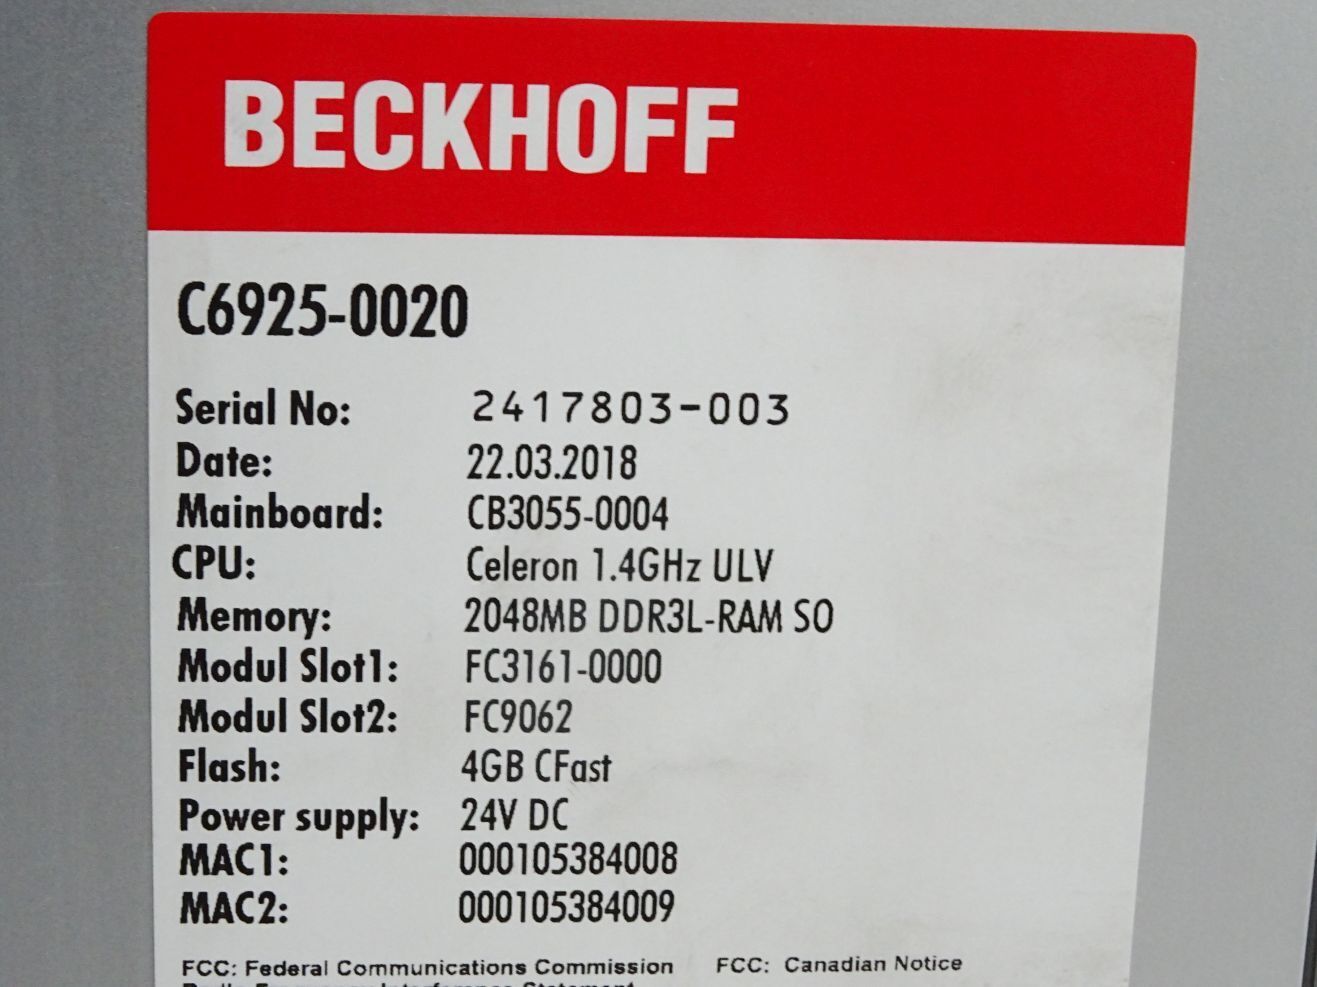 BECKHOFF
C6925-0020
Serial No: 2417803-003
Date: 22.03.2018
Mainboard: CB3055-0004
CPU: Celeron 1.4GHz ULV
Memory: 2048MB DDR3L-RAM SO
Modul Slot1: FC3161-0000
Modul Slot2: FC9062
Flash: 4GB CFast
Power supply: 24V DC
MAC1: 000105384008
MAC2: 000105384009
FCC: Federal Communications Commission FCC: Canadian Notice